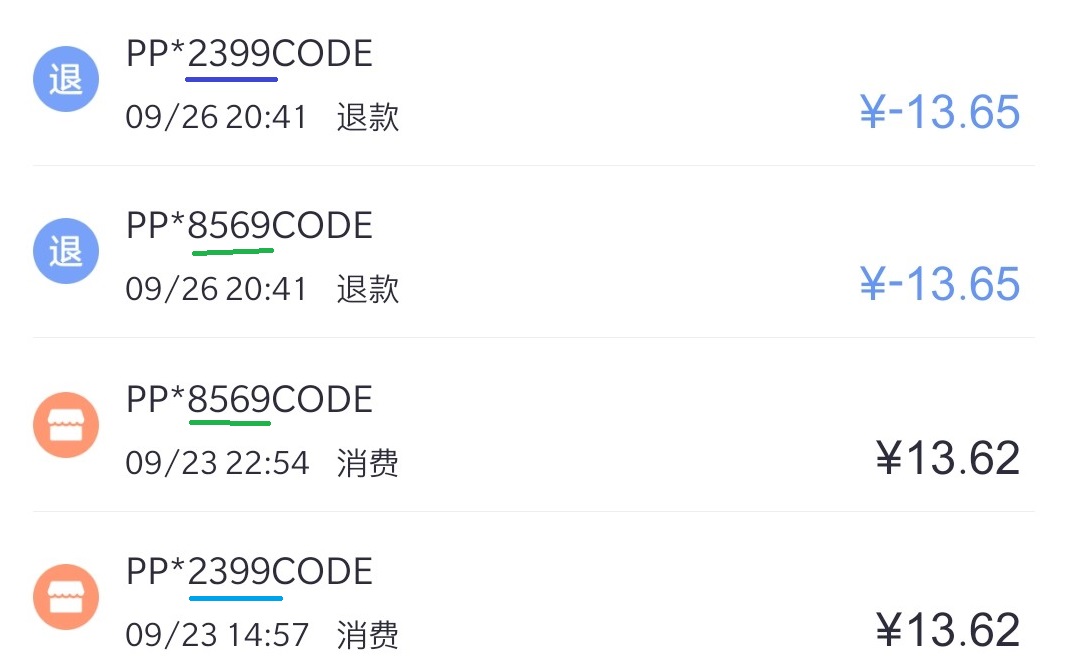 PP*2399CODE
退
09/26 20:41 退款
¥-13.65
PP*8569CODE
退
09/26 20:41 退款
¥-13.65
PP*8569CODE
09/23 22:54 消费
¥13.62
PP*2399CODE
09/23 14:57 消费
¥13.62